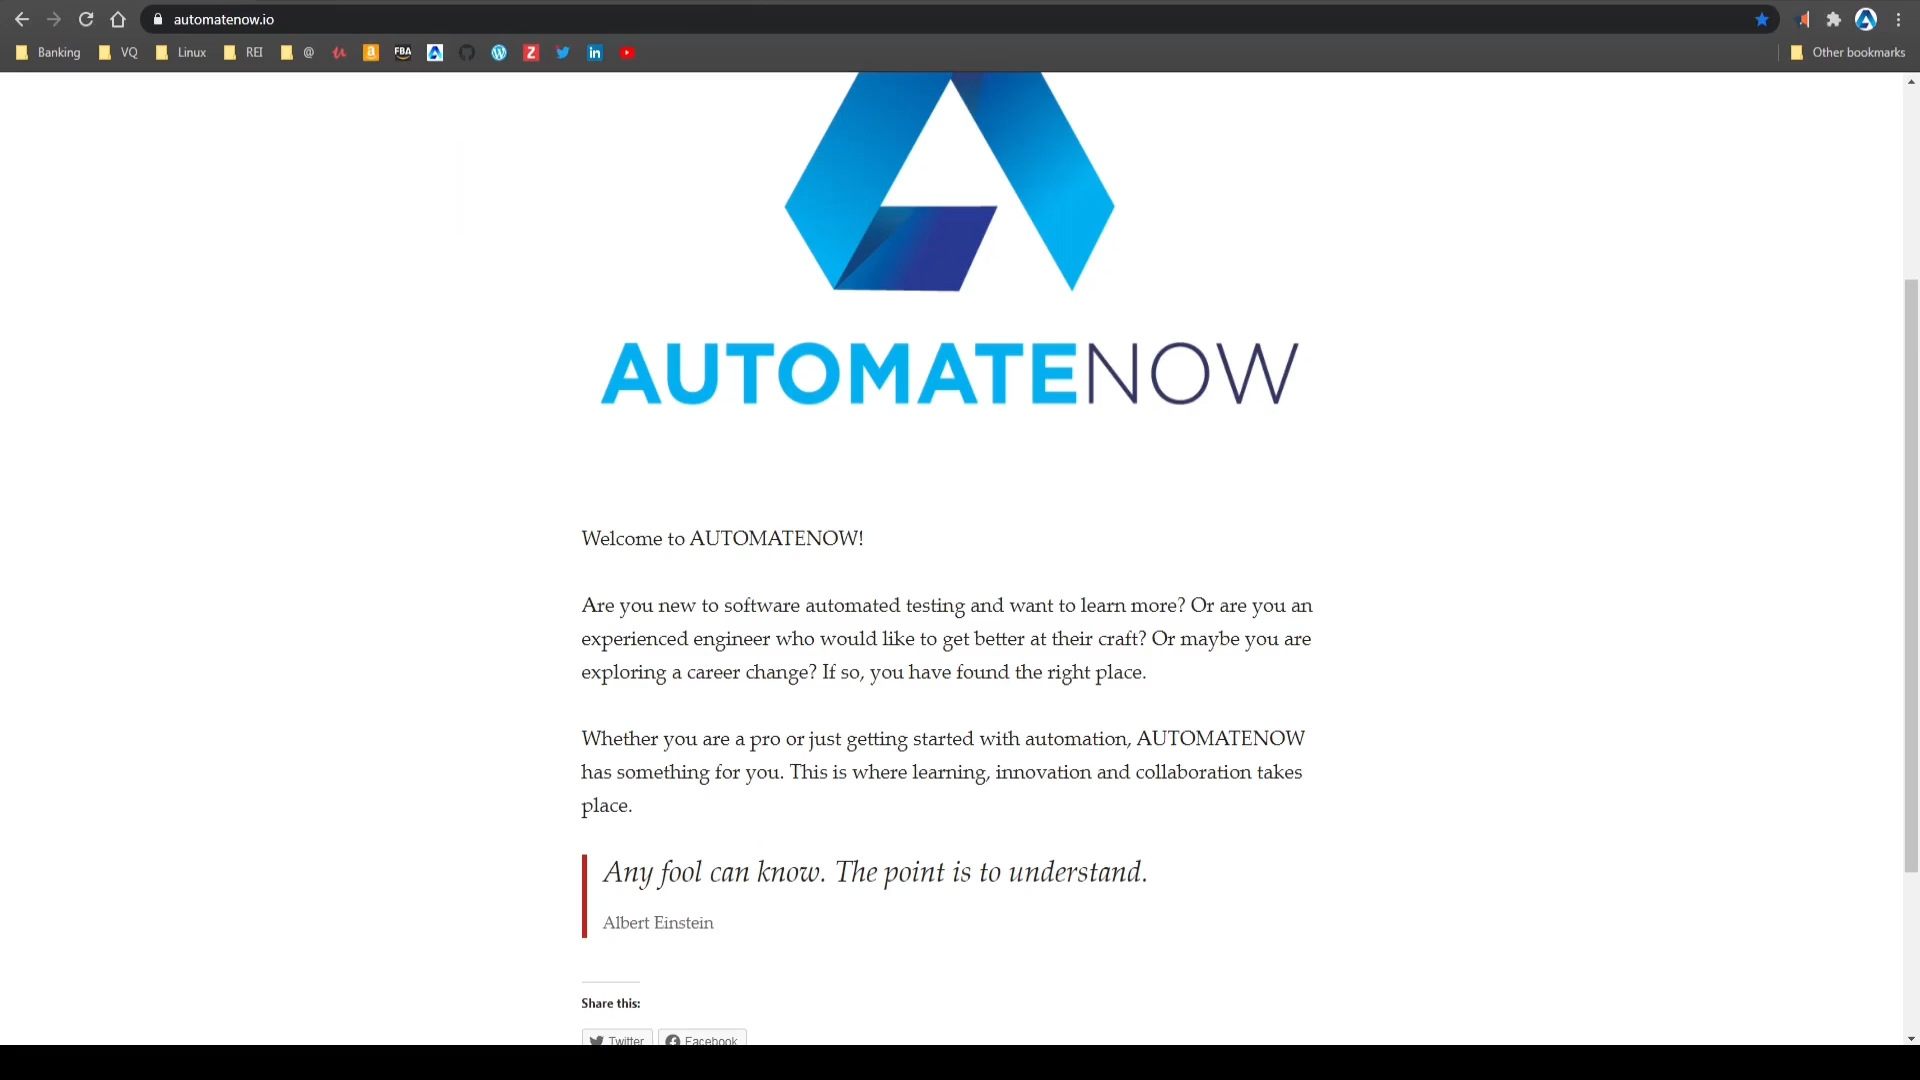 automatenow.io
Banking VQ Linux REI @ FBA Other bookmarks
AUTOMATENOW
Welcome to AUTOMATENOW!
Are you new to software automated testing and want to learn more? Or are you an
experienced engineer who would like to get better at their craft? Or maybe you are
exploring a career change? If so, you have found the right place.
Whether you are a pro or just getting started with automation, AUTOMATENOW
has something for you. This is where learning, innovation and collaboration takes
place.
Any fool can know. The point is to understand.
Albert Einstein
Share this:
Twitter Facebook